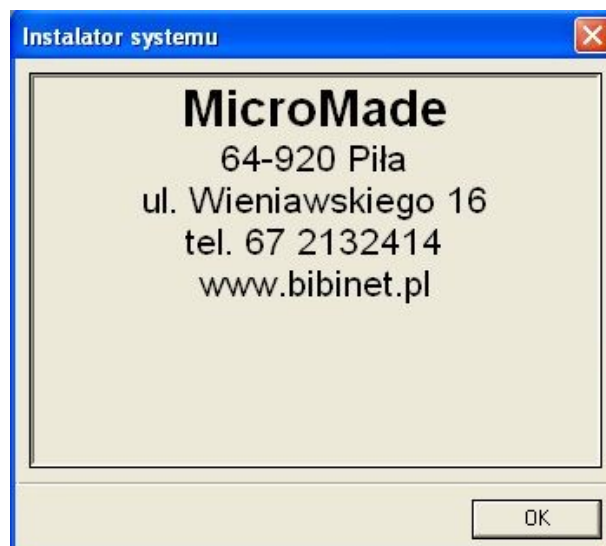 Instalator systemu
MicroMade
64-920 Piła
ul. Wieniawskiego 16
tel. 67 2132414
www.bibinet.pl
OK